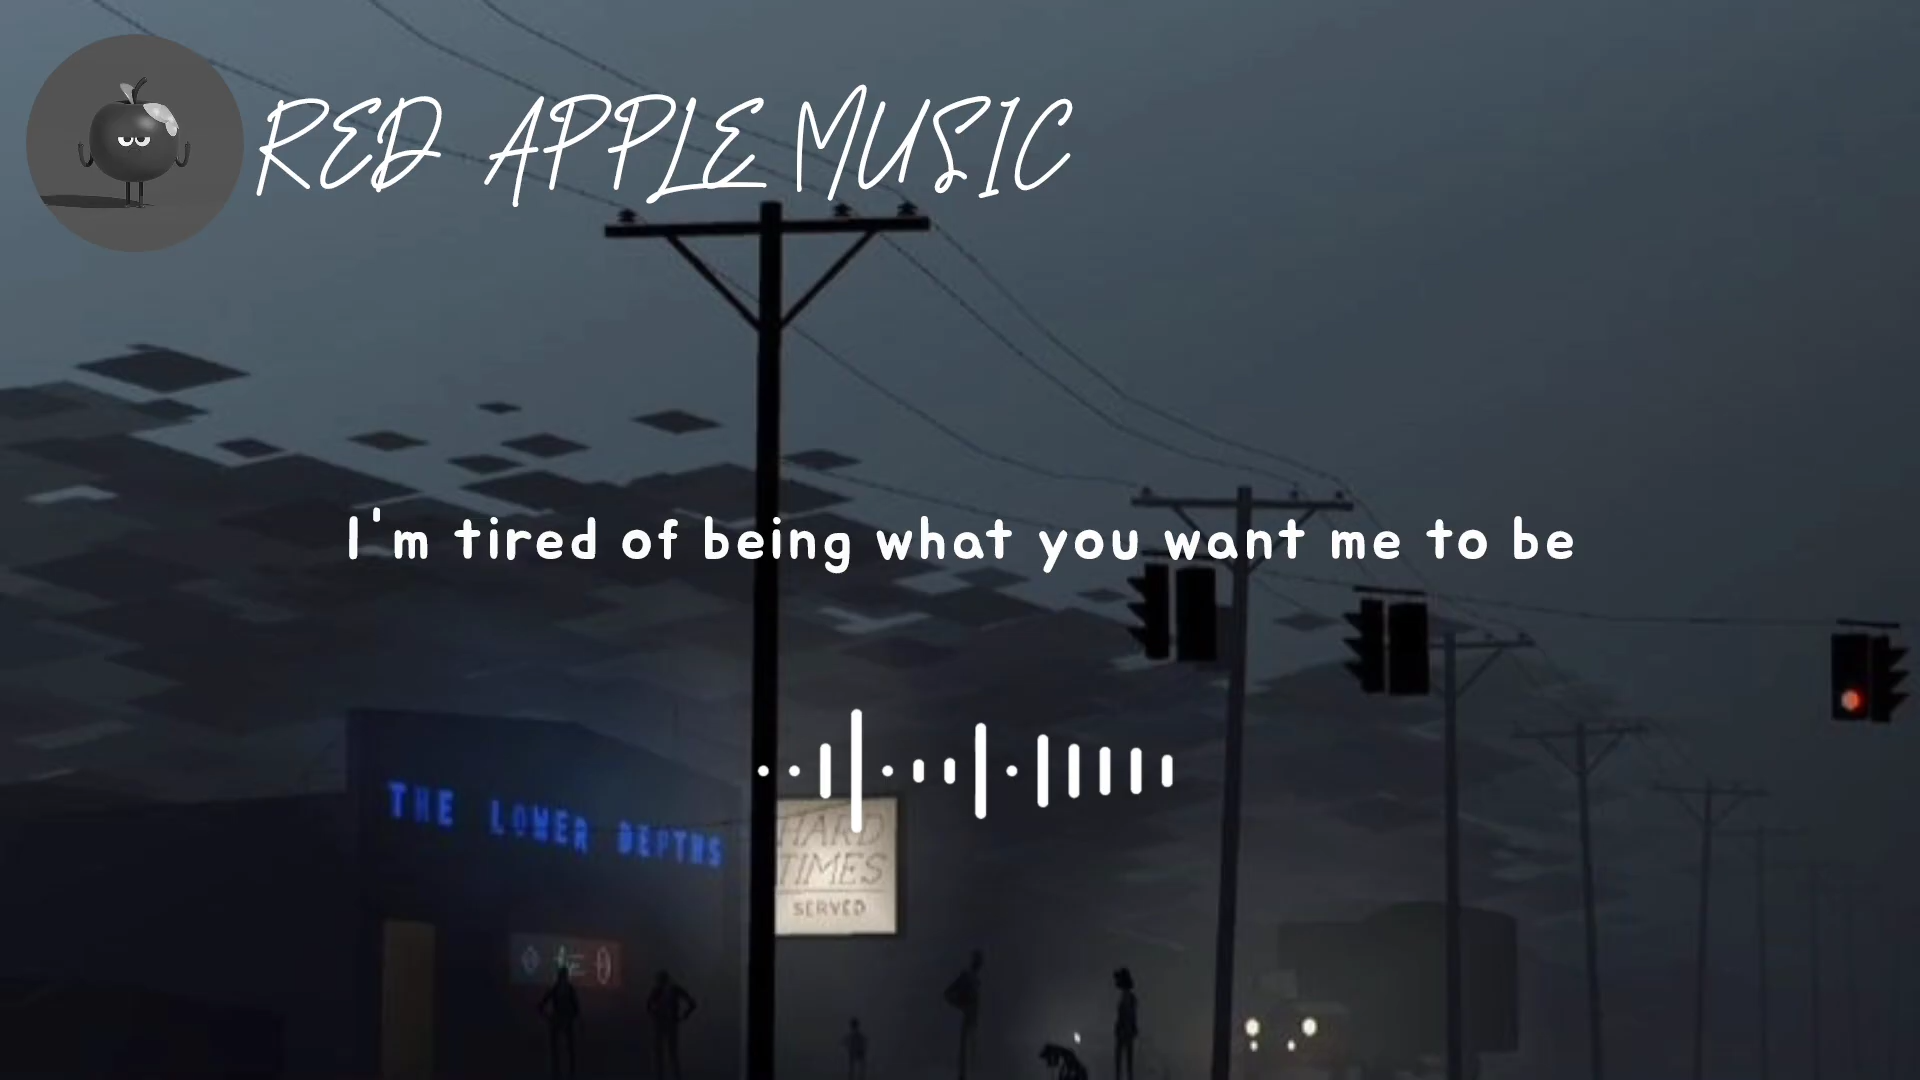 RED APPLE MUSIC
I'm tired of being what you want me to be
THE LOWER DEPTHS
HARD
TIMES
SERVED